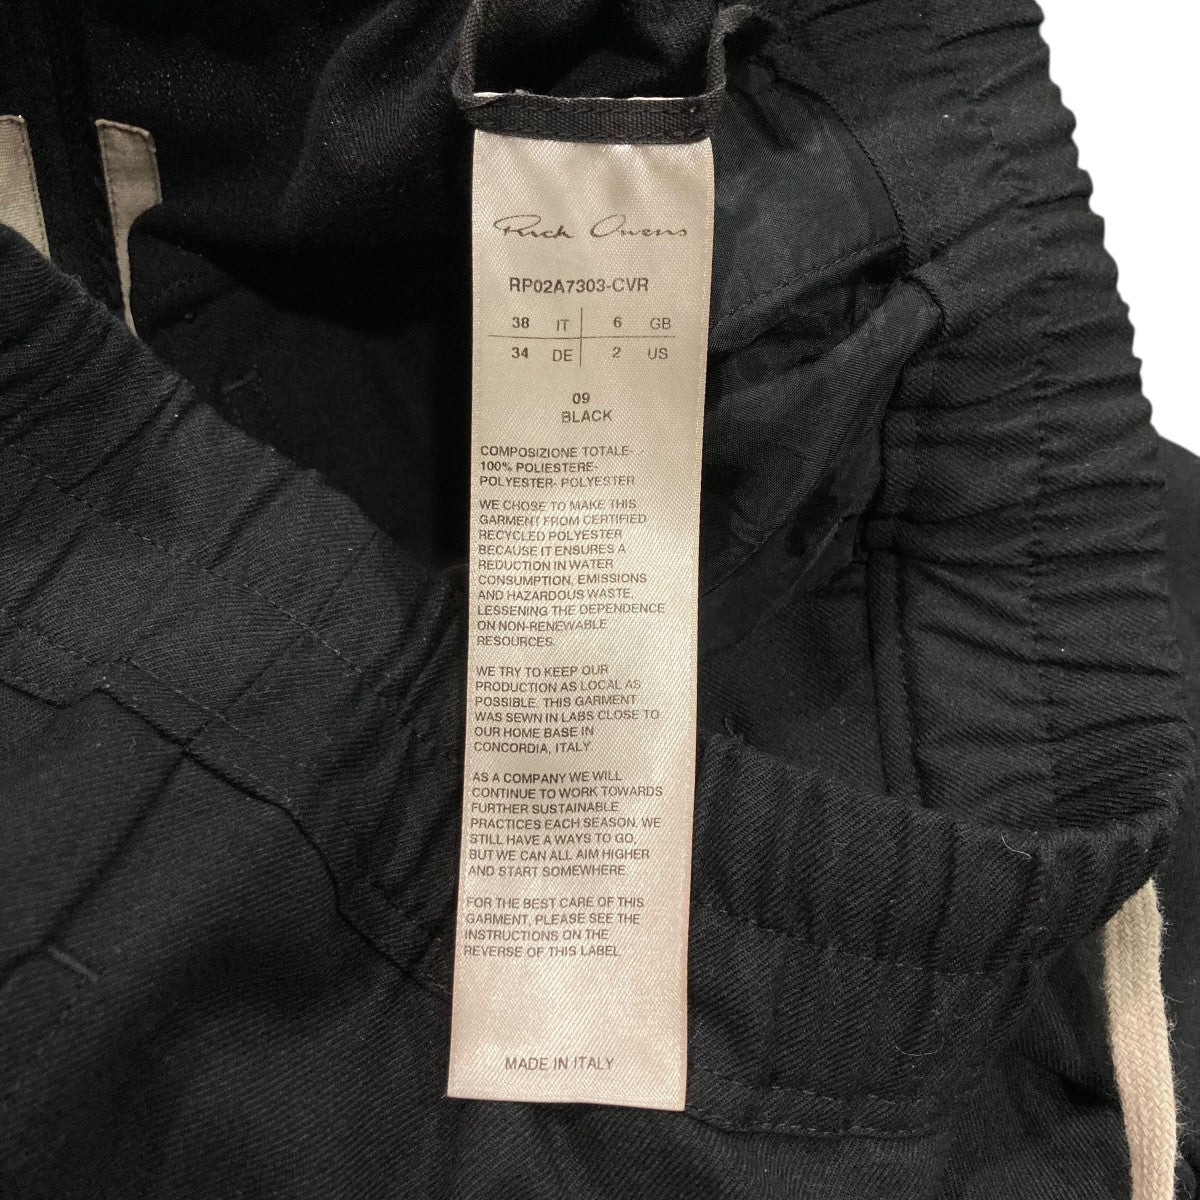 Rick Owens
RP02A7303-CVR
38 IT 6 GB
34 DE 2 US
09
BLACK
COMPOSIZIONE TOTALE- .-
100% POLIESTERE-
POLYESTER- POLYESTER
WE CHOSE TO MAKE THIS
GARMENT FROM CERTIFIED
RECYCLED POLYESTER
BECAUSE IT ENSURES A
REDUCTION IN WATER
CONSUMPTION, EMISSIONS
AND HAZARDOUS WASTE,
LESSENING THE DEPENDENCE
ON NON-RENEWABLE
RESOURCES.
WE TRY TO KEEP OUR
PRODUCTION AS LOCAL AS
POSSIBLE. THIS GARMENT
WAS SEWN IN LABS CLOSE TO
OUR HOME BASE IN
CONCORDIA, ITALY.
AS A COMPANY WE WILL
CONTINUE TO WORK TOWARDS
FURTHER SUSTAINABLE
PRACTICES EACH SEASON. WE
STILL HAVE A WAYS TO GO,
BUT WE CAN ALL AIM HIGHER
AND START SOMEWHERE.
FOR THE BEST CARE OF THIS
GARMENT, PLEASE SEE THE
INSTRUCTIONS ON THE
REVERSE OF THIS LABEL.
MADE IN ITALY